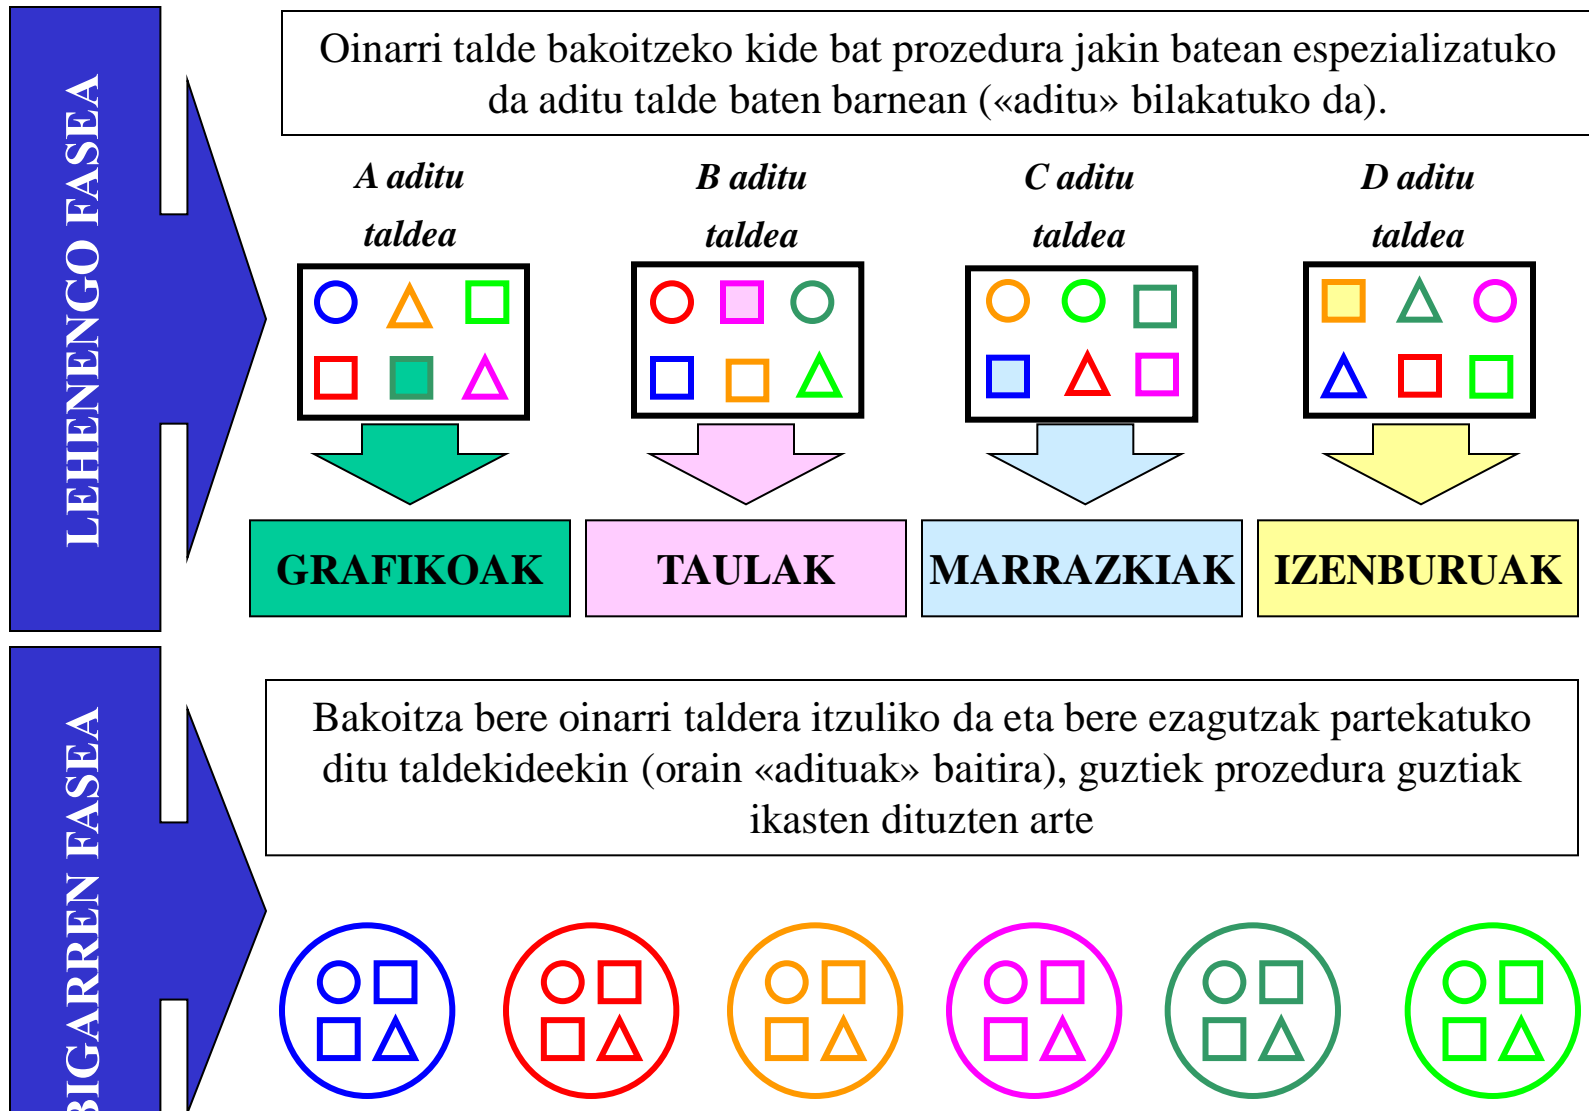 LEHENENGO FASEA
Oinarri talde bakoitzeko kide bat prozedura jakin batean espezializatuko
da aditu talde baten barnean («aditu» bilakatuko da).
A aditu
taldea
B aditu
taldea
C aditu
taldea
D aditu
taldea
GRAFIKOAK
TAULAK
MARRAZKIAK
IZENBURUAK
BIGARREN FASEA
Bakoitza bere oinarri taldera itzuliko da eta bere ezagutzak partekatuko
ditu taldekideekin (orain «adituak» baitira), guztiek prozedura guztiak
ikasten dituzten arte